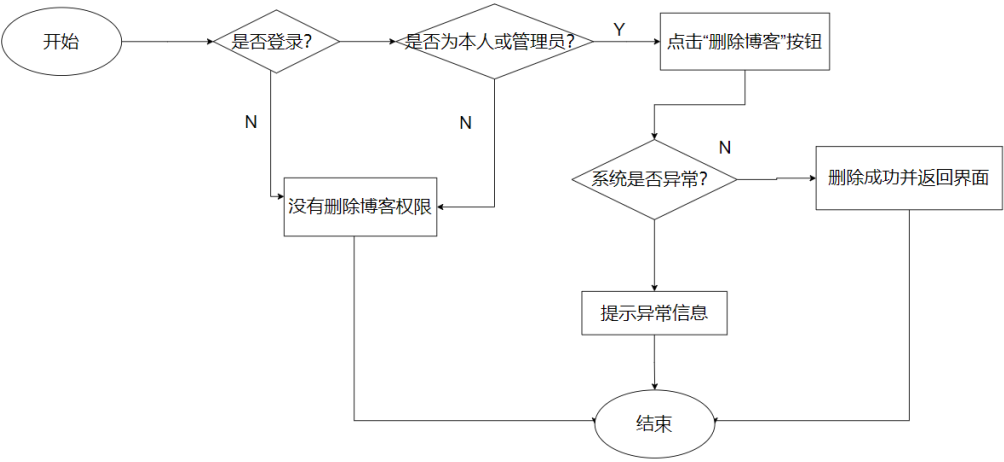 开始
是否登录？
是否为本人或管理员？
Y
点击“删除博客”按钮
N
N
没有删除博客权限
系统是否异常？
N
删除成功并返回界面
提示异常信息
结束